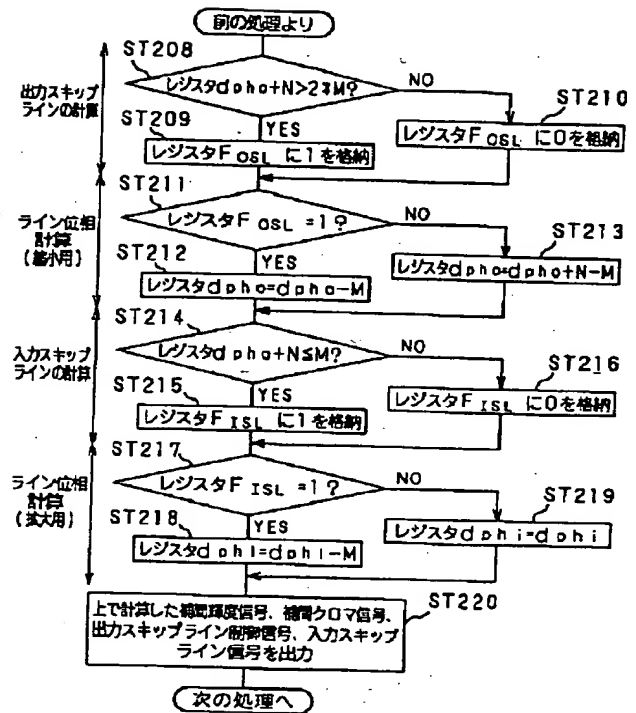 前の処理より
ST208
出力スキップ
ラインの計算
レジスタdpho+N>2*M?
NO
YES
ST209
レジスタF OSL に1を格納
ST210
レジスタF OSL に0を格納
ST211
ライン位相
計算
(縮小用)
レジスタF OSL =1?
NO
YES
ST212
レジスタdpho=dpho-M
ST213
レジスタdpho=dpho+N-M
ST214
入力スキップ
ラインの計算
レジスタdpho+N≤M?
NO
YES
ST215
レジスタF ISL に1を格納
ST216
レジスタF ISL に0を格納
ST217
ライン位相
計算
(拡大用)
レジスタF ISL =1?
NO
YES
ST218
レジスタdphi=dphi-M
ST219
レジスタdphi=dphi
ST220
上で計算した補間輝度信号、補間クロマ信号、
出力スキップライン制御信号、入力スキップ
ライン信号を出力
次の処理へ